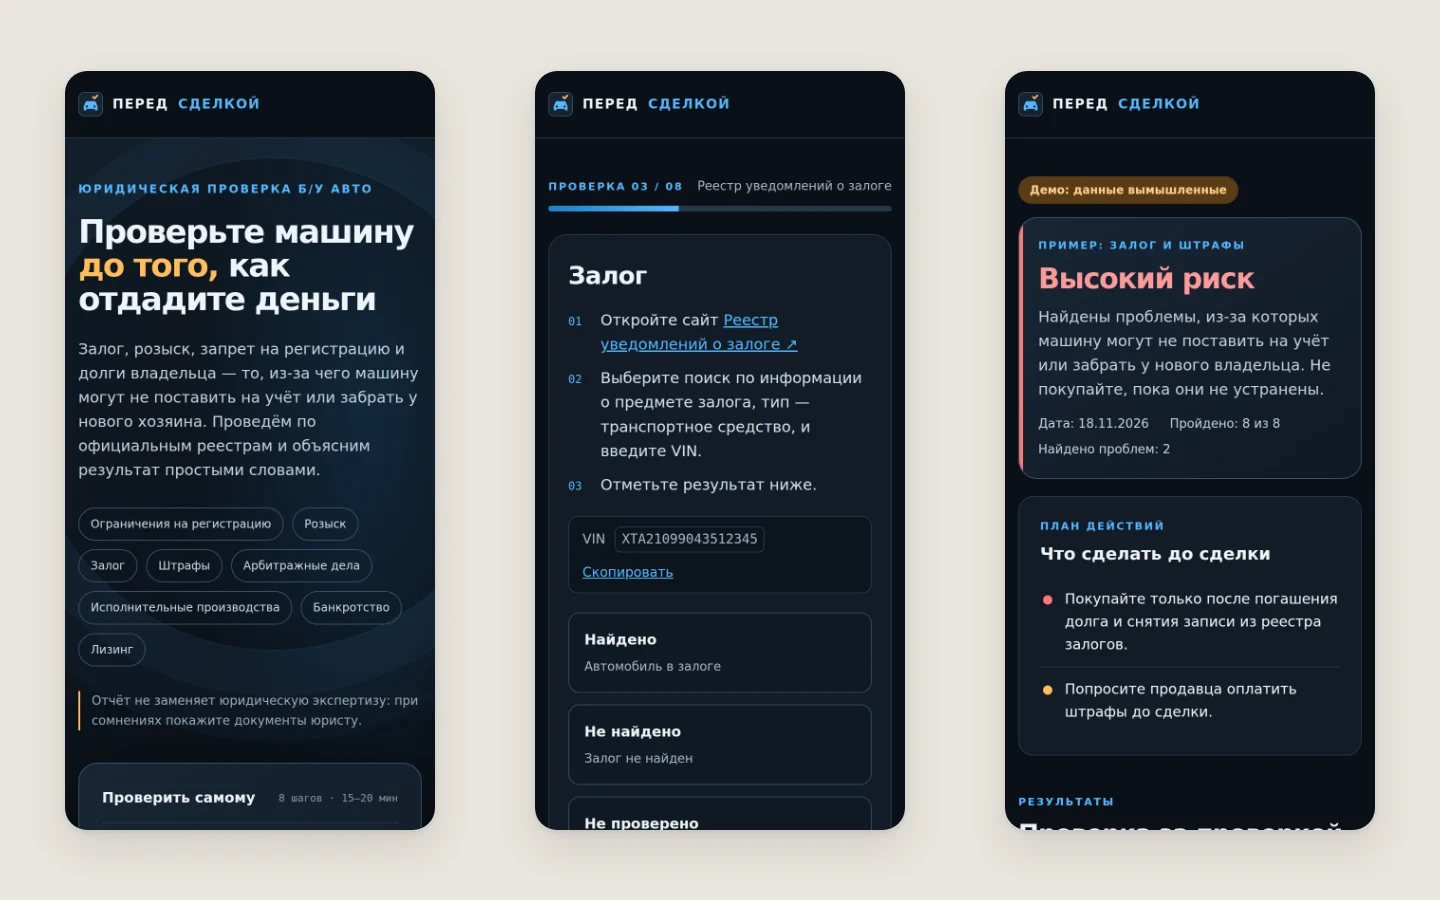 ПЕРЕД СДЕЛКОЙ
ЮРИДИЧЕСКАЯ ПРОВЕРКА Б/У АВТО
Проверьте машину
до того, как
отдадите деньги
Залог, розыск, запрет на регистрацию и
долги владельца — то, из-за чего машину
могут не поставить на учёт или забрать у
нового хозяина. Проведём по
официальным реестрам и объясним
результат простыми словами.
Ограничения на регистрацию
Розыск
Залог
Штрафы
Арбитражные дела
Исполнительные производства
Банкротство
Лизинг
Отчёт не заменяет юридическую экспертизу: при
сомнениях покажите документы юристу.
Проверить самому
8 шагов · 15—20 мин
ПЕРЕД СДЕЛКОЙ
ПРОВЕРКА 03 / 08
Реестр уведомлений о залоге
Залог
01 Откройте сайт Реестр
уведомлений о залоге ↗
02 Выберите поиск по информации
о предмете залога, тип —
транспортное средство, и
введите VIN.
03 Отметьте результат ниже.
VIN XTA21099043512345
Скопировать
Найдено
Автомобиль в залоге
Не найдено
Залог не найден
Не проверено
ПЕРЕД СДЕЛКОЙ
Демо: данные вымышленные
ПРИМЕР: ЗАЛОГ И ШТРАФЫ
Высокий риск
Найдены проблемы, из-за которых
машину могут не поставить на учёт
или забрать у нового владельца. Не
покупайте, пока они не устранены.
Дата: 18.11.2026 Пройдено: 8 из 8
Найдено проблем: 2
ПЛАН ДЕЙСТВИЙ
Что сделать до сделки
Покупайте только после погашения
долга и снятия записи из реестра
залогов.
Попросите продавца оплатить
штрафы до сделки.
РЕЗУЛЬТАТЫ
Проверка за проверкой